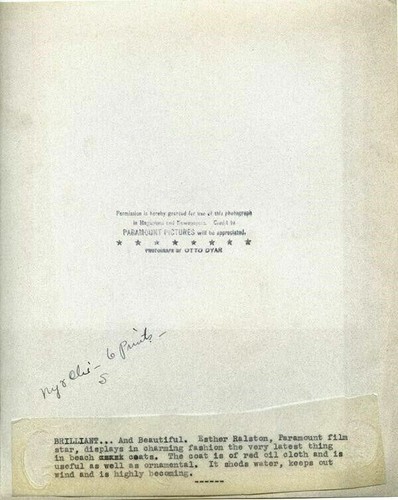 Permission is hereby granted for use of this photograph
in Magazines and Newspapers. Credit to
PARAMOUNT PICTURES will be appreciated.
★ ★ ★ ★ ★ ★ ★ ★
PHOTOGRAPH BY OTTO DYAR
6 Prints –
5
BRILLIANT... And Beautiful. Esther Ralston, Paramount film
star, displays in charming fashion the very latest thing
in beach coats. The coat is of red oil cloth and is
useful as well as ornamental. It sheds water, keeps out
wind and is highly becoming.
------